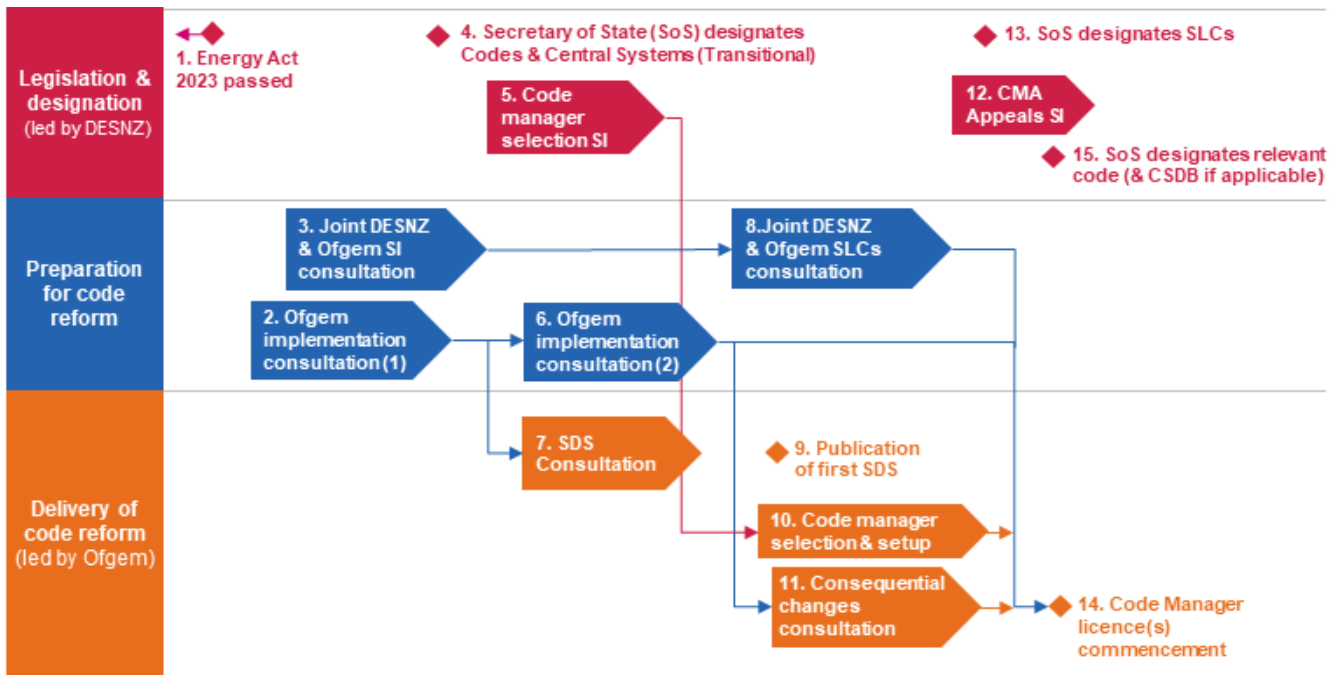 Legislation &
designation
(led by DESNZ)
1. Energy Act
2023 passed
4. Secretary of State (SoS) designates
Codes & Central Systems (Transitional)
5. Code
manager
selection SI
13. SoS designates SLCs
12. CMA
Appeals SI
15. SoS designates relevant
code (& CSDB if applicable)
Preparation
for code
reform
3. Joint DESNZ
& Ofgem SI
consultation
8.Joint DESNZ
& Ofgem SLCs
consultation
2. Ofgem
implementation
consultation (1)
6. Ofgem
implementation
consultation (2)
Delivery of
code reform
(led by Ofgem)
7. SDS
Consultation
9. Publication
of first SDS
10. Code manager
selection & setup
11. Consequential
changes
consultation
14. Code Manager
licence(s)
commencement